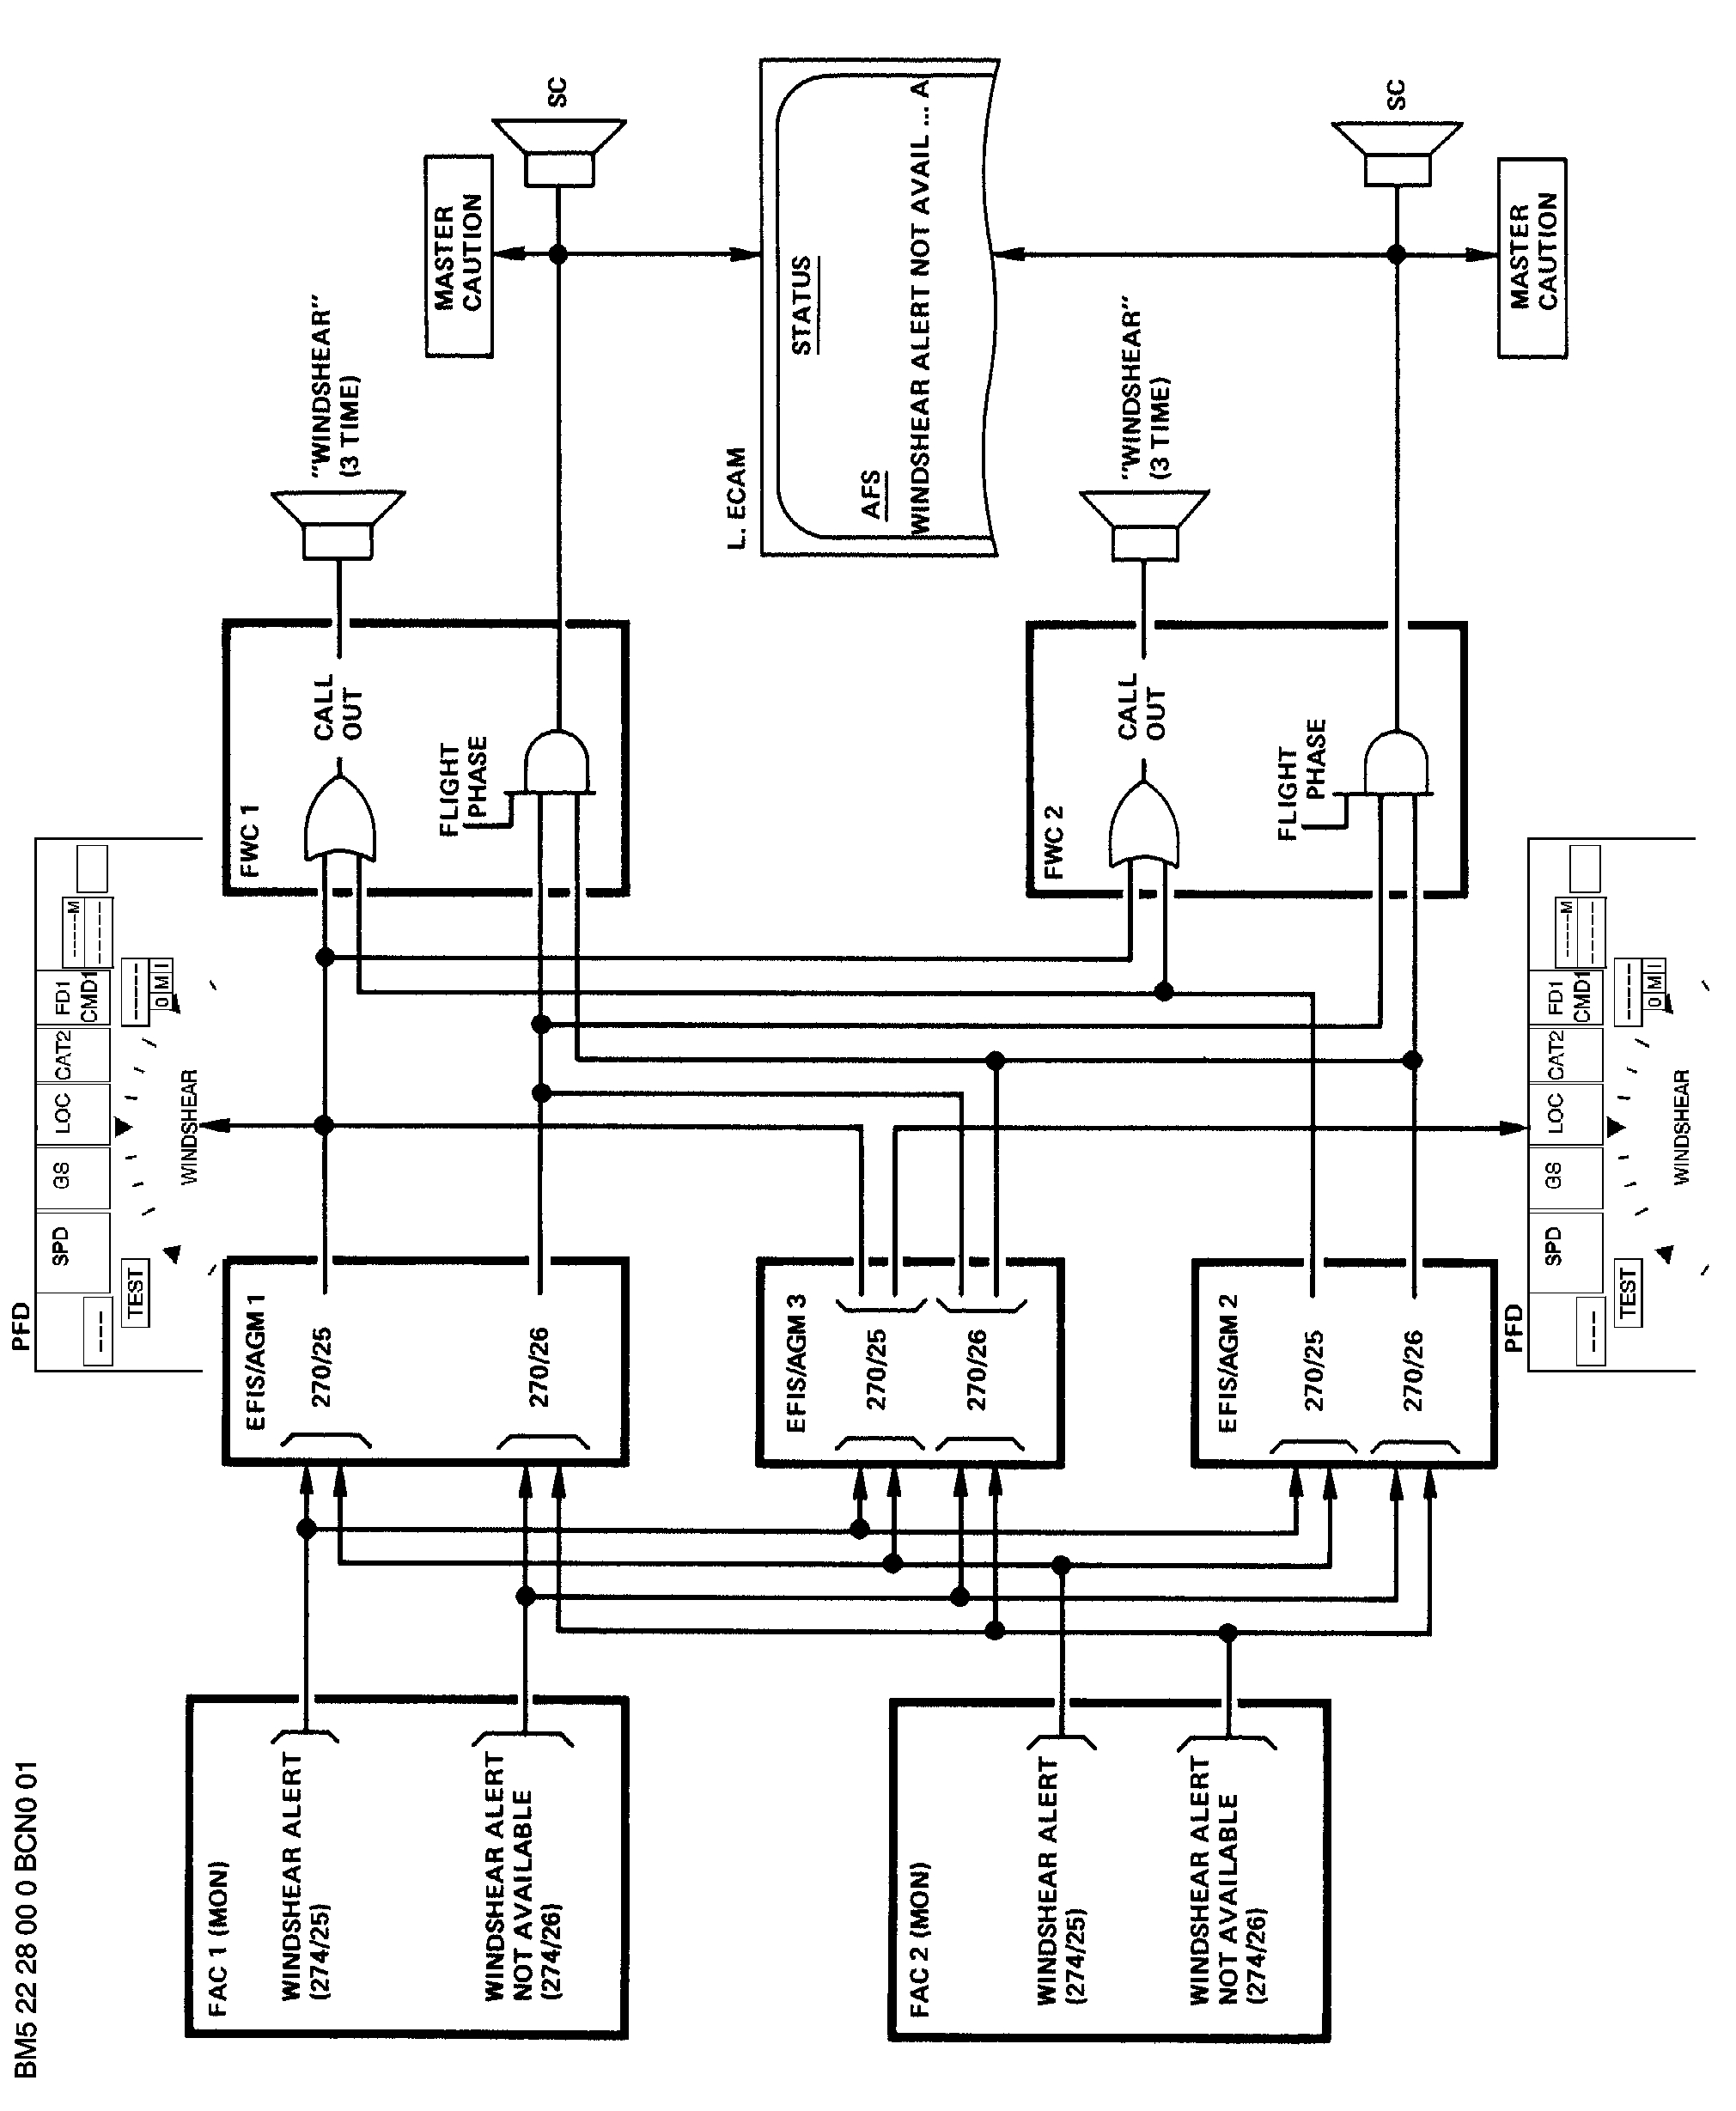 BM5 22 28 00 0 BCN0 01
FAC 1 (MON)
WINDSHEAR ALERT
(274/25)
WINDSHEAR ALERT
NOT AVAILABLE
(274/26)
FAC 2 (MON)
WINDSHEAR ALERT
(274/25)
WINDSHEAR ALERT
NOT AVAILABLE
(274/26)
EFIS/AGM 1
270/25
270/26
EFIS/AGM 3
270/25
270/26
EFIS/AGM 2
270/25
270/26
PFD
---
SPD
GS
LOC
CAT2
FD1
CMD1
-----M
-----
TEST
----
O M I
WINDSHEAR
PFD
---
SPD
GS
LOC
CAT2
FD1
CMD1
-----M
-----
TEST
----
O M I
WINDSHEAR
FWC 1
CALL
OUT
FLIGHT
PHASE
FWC 2
CALL
OUT
FLIGHT
PHASE
"WINDSHEAR"
(3 TIME)
MASTER
CAUTION
SC
L. ECAM
STATUS
AFS
WINDSHEAR ALERT NOT AVAIL ... A
"WINDSHEAR"
(3 TIME)
SC
MASTER
CAUTION